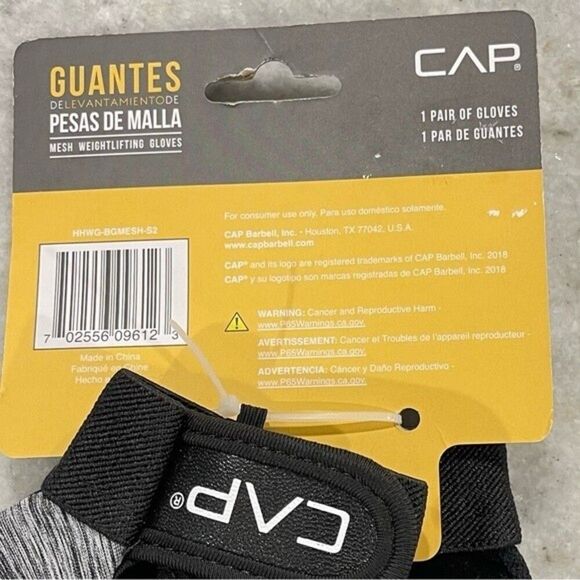 GUANTES
DE LEVANTAMIENTO DE
PESAS DE MALLA
MESH WEIGHTLIFTING GLOVES
CAP®
1 PAIR OF GLOVES
1 PAR DE GUANTES
HHWG-BGMESH-S2
7 02556 09612 3
Made in China
Fabriqué en
Hecho e
For consumer use only. Para uso doméstico solamente.
CAP Barbell, Inc. • Houston, TX 77042, U.S.A.
www.capbarbell.com
CAP® and its logo are registered trademarks of CAP Barbell, Inc. 2018
CAP® y su logotipo son marcas registradas de CAP Barbell, Inc. 2018
WARNING: Cancer and Reproductive Harm -
www.P65Warnings.ca.gov.
AVERTISSEMENT: Cancer et Troubles de l'appareil reproducteur -
www.P65Warnings.ca.gov.
ADVERTENCIA: Cáncer y Daño Reproductivo -
www.P65Warnings.ca.gov.
CAP®